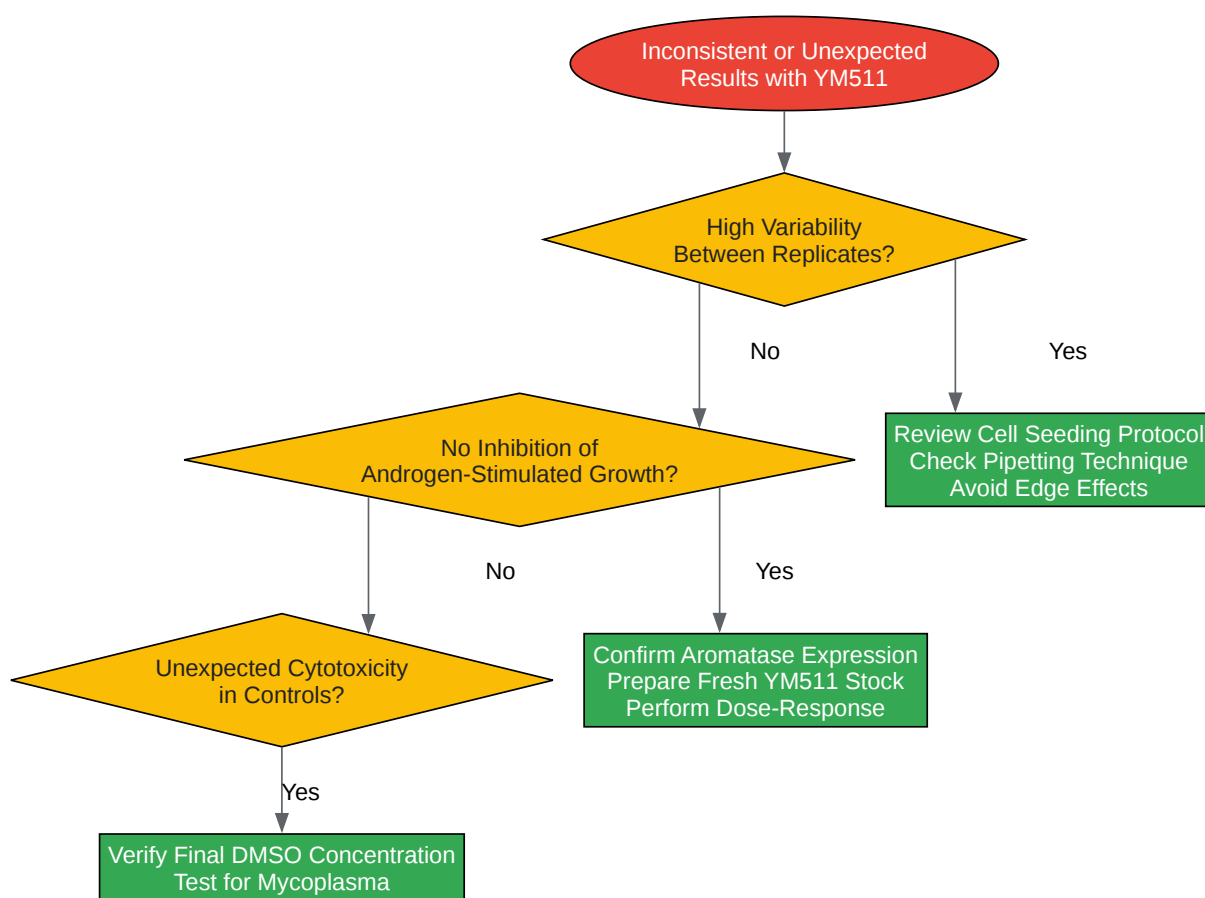 Inconsistent or Unexpected
Results with YM511
High Variability
Between Replicates?
No
Yes
Review Cell Seeding Protocol
Check Pipetting Technique
Avoid Edge Effects
No Inhibition of
Androgen-Stimulated Growth?
No
Yes
Confirm Aromatase Expression
Prepare Fresh YM511 Stock
Perform Dose-Response
Unexpected Cytotoxicity
in Controls?
Yes
Verify Final DMSO Concentration
Test for Mycoplasma